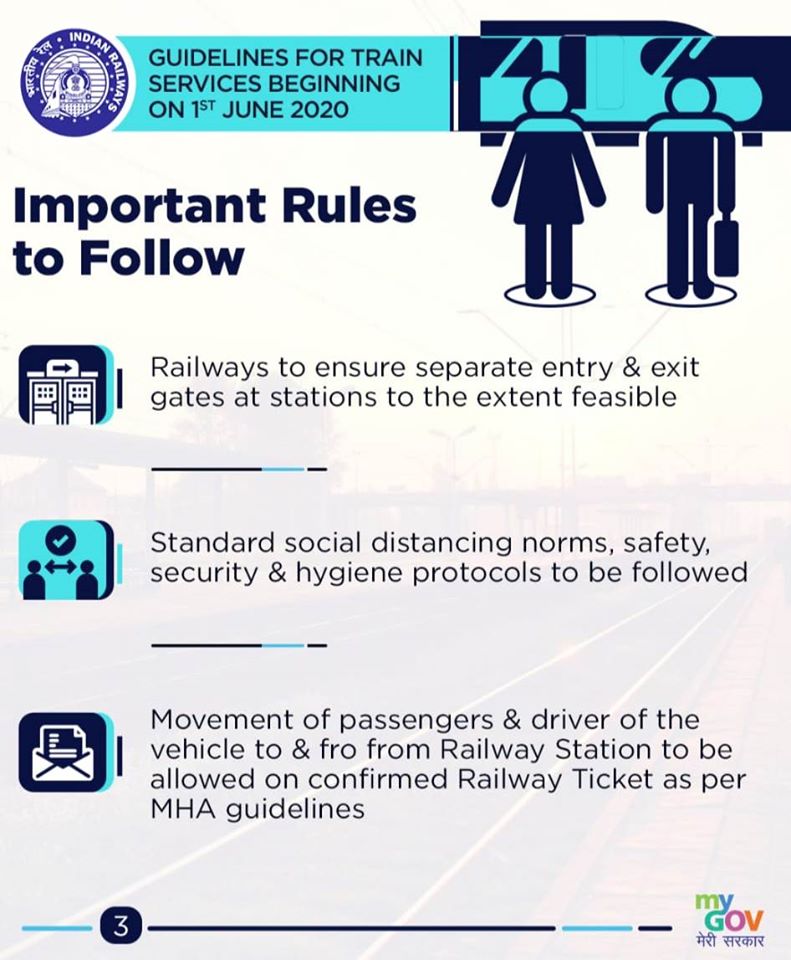 भारतीय रेल
INDIAN RAILWAYS
GUIDELINES FOR TRAIN
SERVICES BEGINNING
ON 1ST JUNE 2020
Important Rules
to Follow
Railways to ensure separate entry & exit
gates at stations to the extent feasible
Standard social distancing norms, safety,
security & hygiene protocols to be followed
Movement of passengers & driver of the
vehicle to & fro from Railway Station to be
allowed on confirmed Railway Ticket as per
MHA guidelines
3
my
GOV
मेरी सरकार